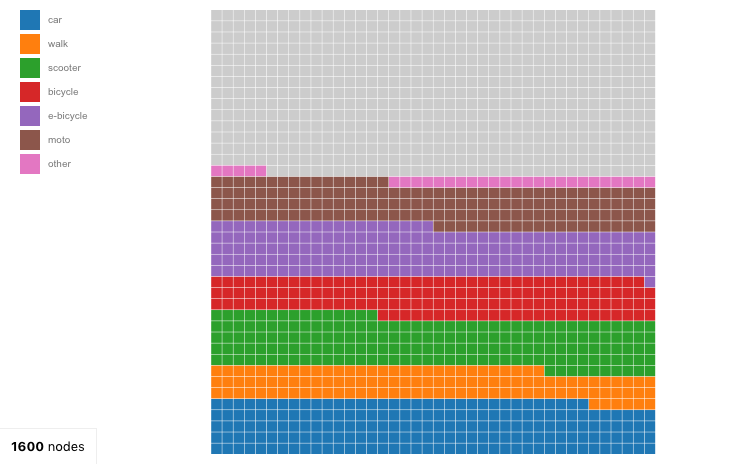 car
walk
scooter
bicycle
e-bicycle
moto
other
1600 nodes